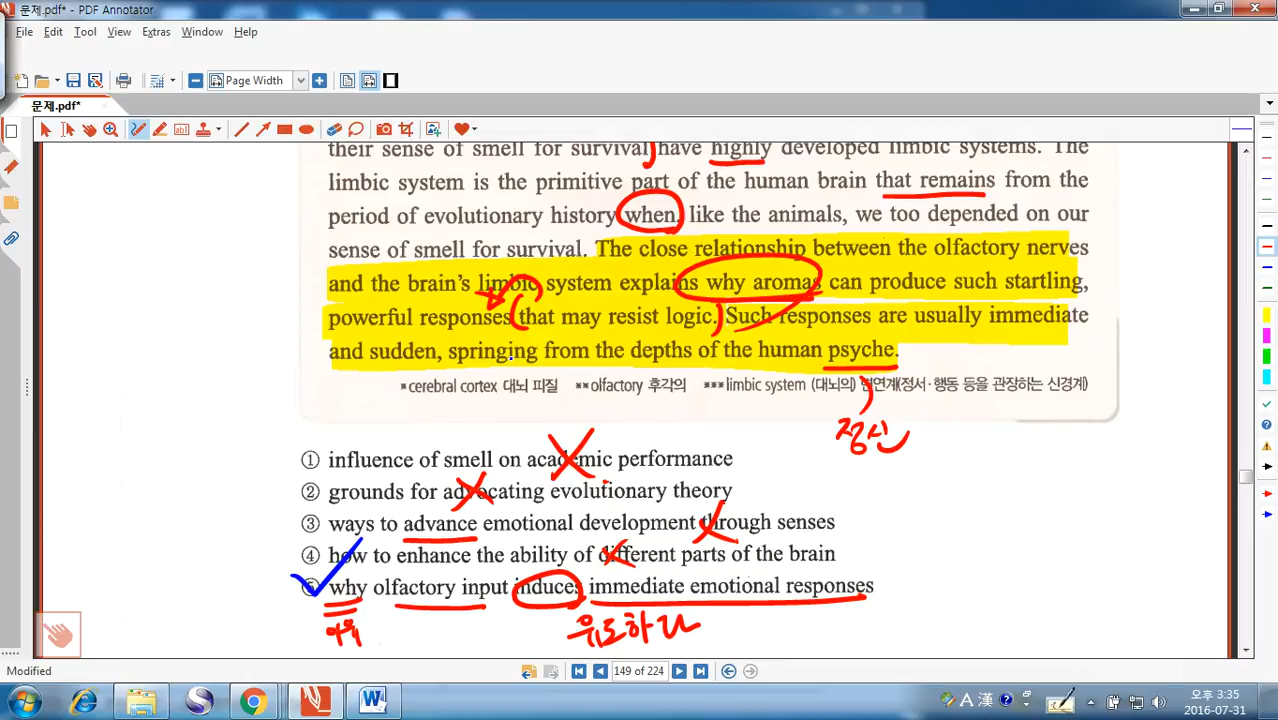 문제.pdf* - PDF Annotator
File Edit Tool View Extras Window Help
Page Width
문제.pdf*
their sense of smell for survival, have highly developed limbic systems. The
limbic system is the primitive part of the human brain that remains from the
period of evolutionary history when, like the animals, we too depended on our
sense of smell for survival. The close relationship between the olfactory nerves
and the brain's limbic system explains why aromas can produce such startling,
powerful responses that may resist logic. Such responses are usually immediate
and sudden, springing from the depths of the human psyche.
*cerebral cortex 대뇌 피질 **olfactory 후각의 ***limbic system (대뇌의) 변연계(정서·행동 등을 관장하는 신경계)
정신
① influence of smell on academic performance
② grounds for advocating evolutionary theory
③ ways to advance emotional development through senses
④ how to enhance the ability of different parts of the brain
⑤ why olfactory input induces immediate emotional responses
이유
유도하다
149 of 224
Modified
A 漢
오후 3:35
2016-07-31